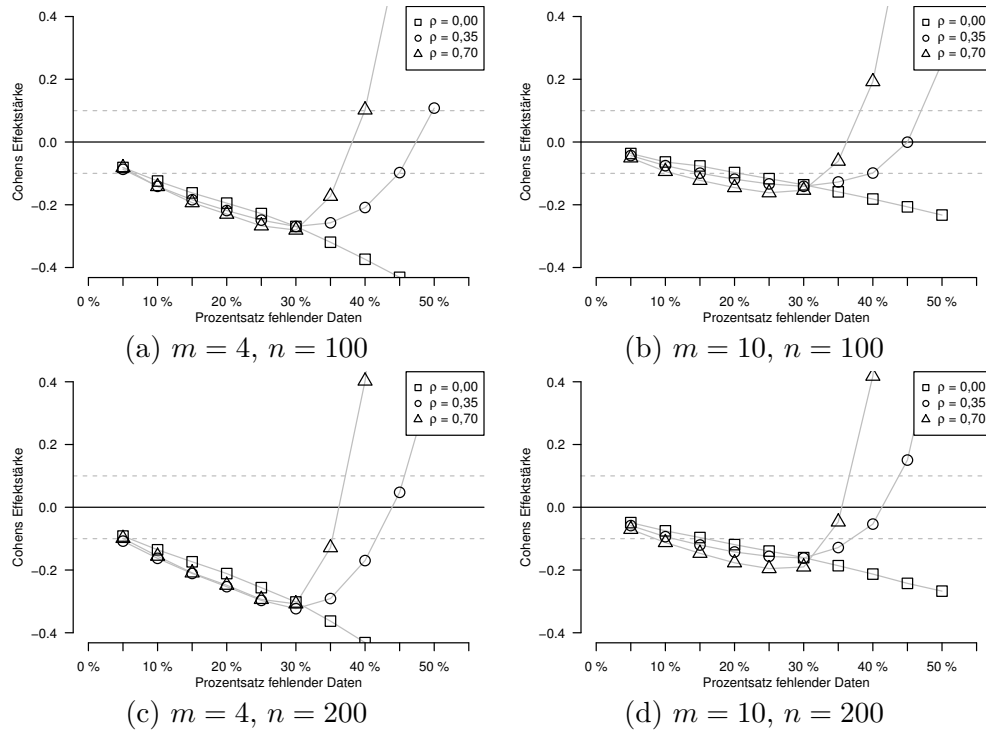 0.4
0.2
0.0
−0.2
−0.4
Cohens Effektstärke
ρ = 0,00
ρ = 0,35
ρ = 0,70
0 % 10 % 20 % 30 % 40 % 50 %
Prozentsatz fehlender Daten
(a) m = 4, n = 100
0.4
0.2
0.0
−0.2
−0.4
Cohens Effektstärke
ρ = 0,00
ρ = 0,35
ρ = 0,70
0 % 10 % 20 % 30 % 40 % 50 %
Prozentsatz fehlender Daten
(b) m = 10, n = 100
0.4
0.2
0.0
−0.2
−0.4
Cohens Effektstärke
ρ = 0,00
ρ = 0,35
ρ = 0,70
0 % 10 % 20 % 30 % 40 % 50 %
Prozentsatz fehlender Daten
(c) m = 4, n = 200
0.4
0.2
0.0
−0.2
−0.4
Cohens Effektstärke
ρ = 0,00
ρ = 0,35
ρ = 0,70
0 % 10 % 20 % 30 % 40 % 50 %
Prozentsatz fehlender Daten
(d) m = 10, n = 200